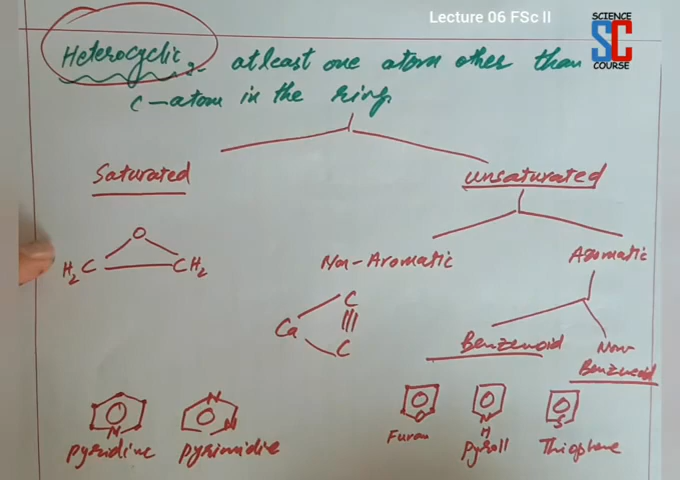 Lecture 06 FSc II
SCIENCE
SC
COURSE
Heterocyclic :- atleast one atom other than
C-atom in the ring
Saturated
unsaturated
O
H₂C CH₂
Non-Aromatic
Aromatic
Ca
C
C
Benzenoid
Non
Benzenoid
N
pyridine
N
N
pyrimidie
O
Furan
N
H
pyroll
S
Thiophene